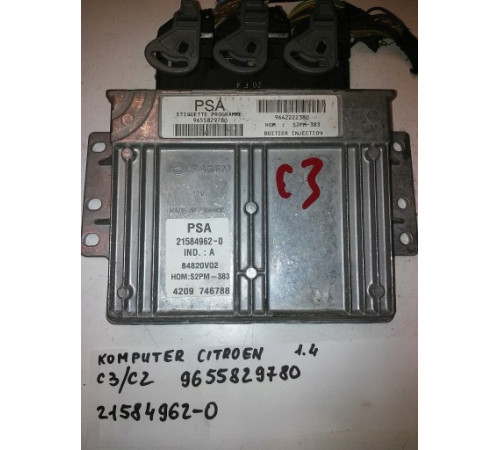 PSA
ETIQUETTE PROGRAMME
9655829780
9642222380
HOM : S2PM-383
BOITIER INJECTION
SAGEM
MADE IN FRANCE
C3
PSA
21584962-0
IND. : A
84820V02
HOM:S2PM-383
4209 746788
KOMPUTER CITROEN 1.4
C3/C2 9655829780
21584962-0